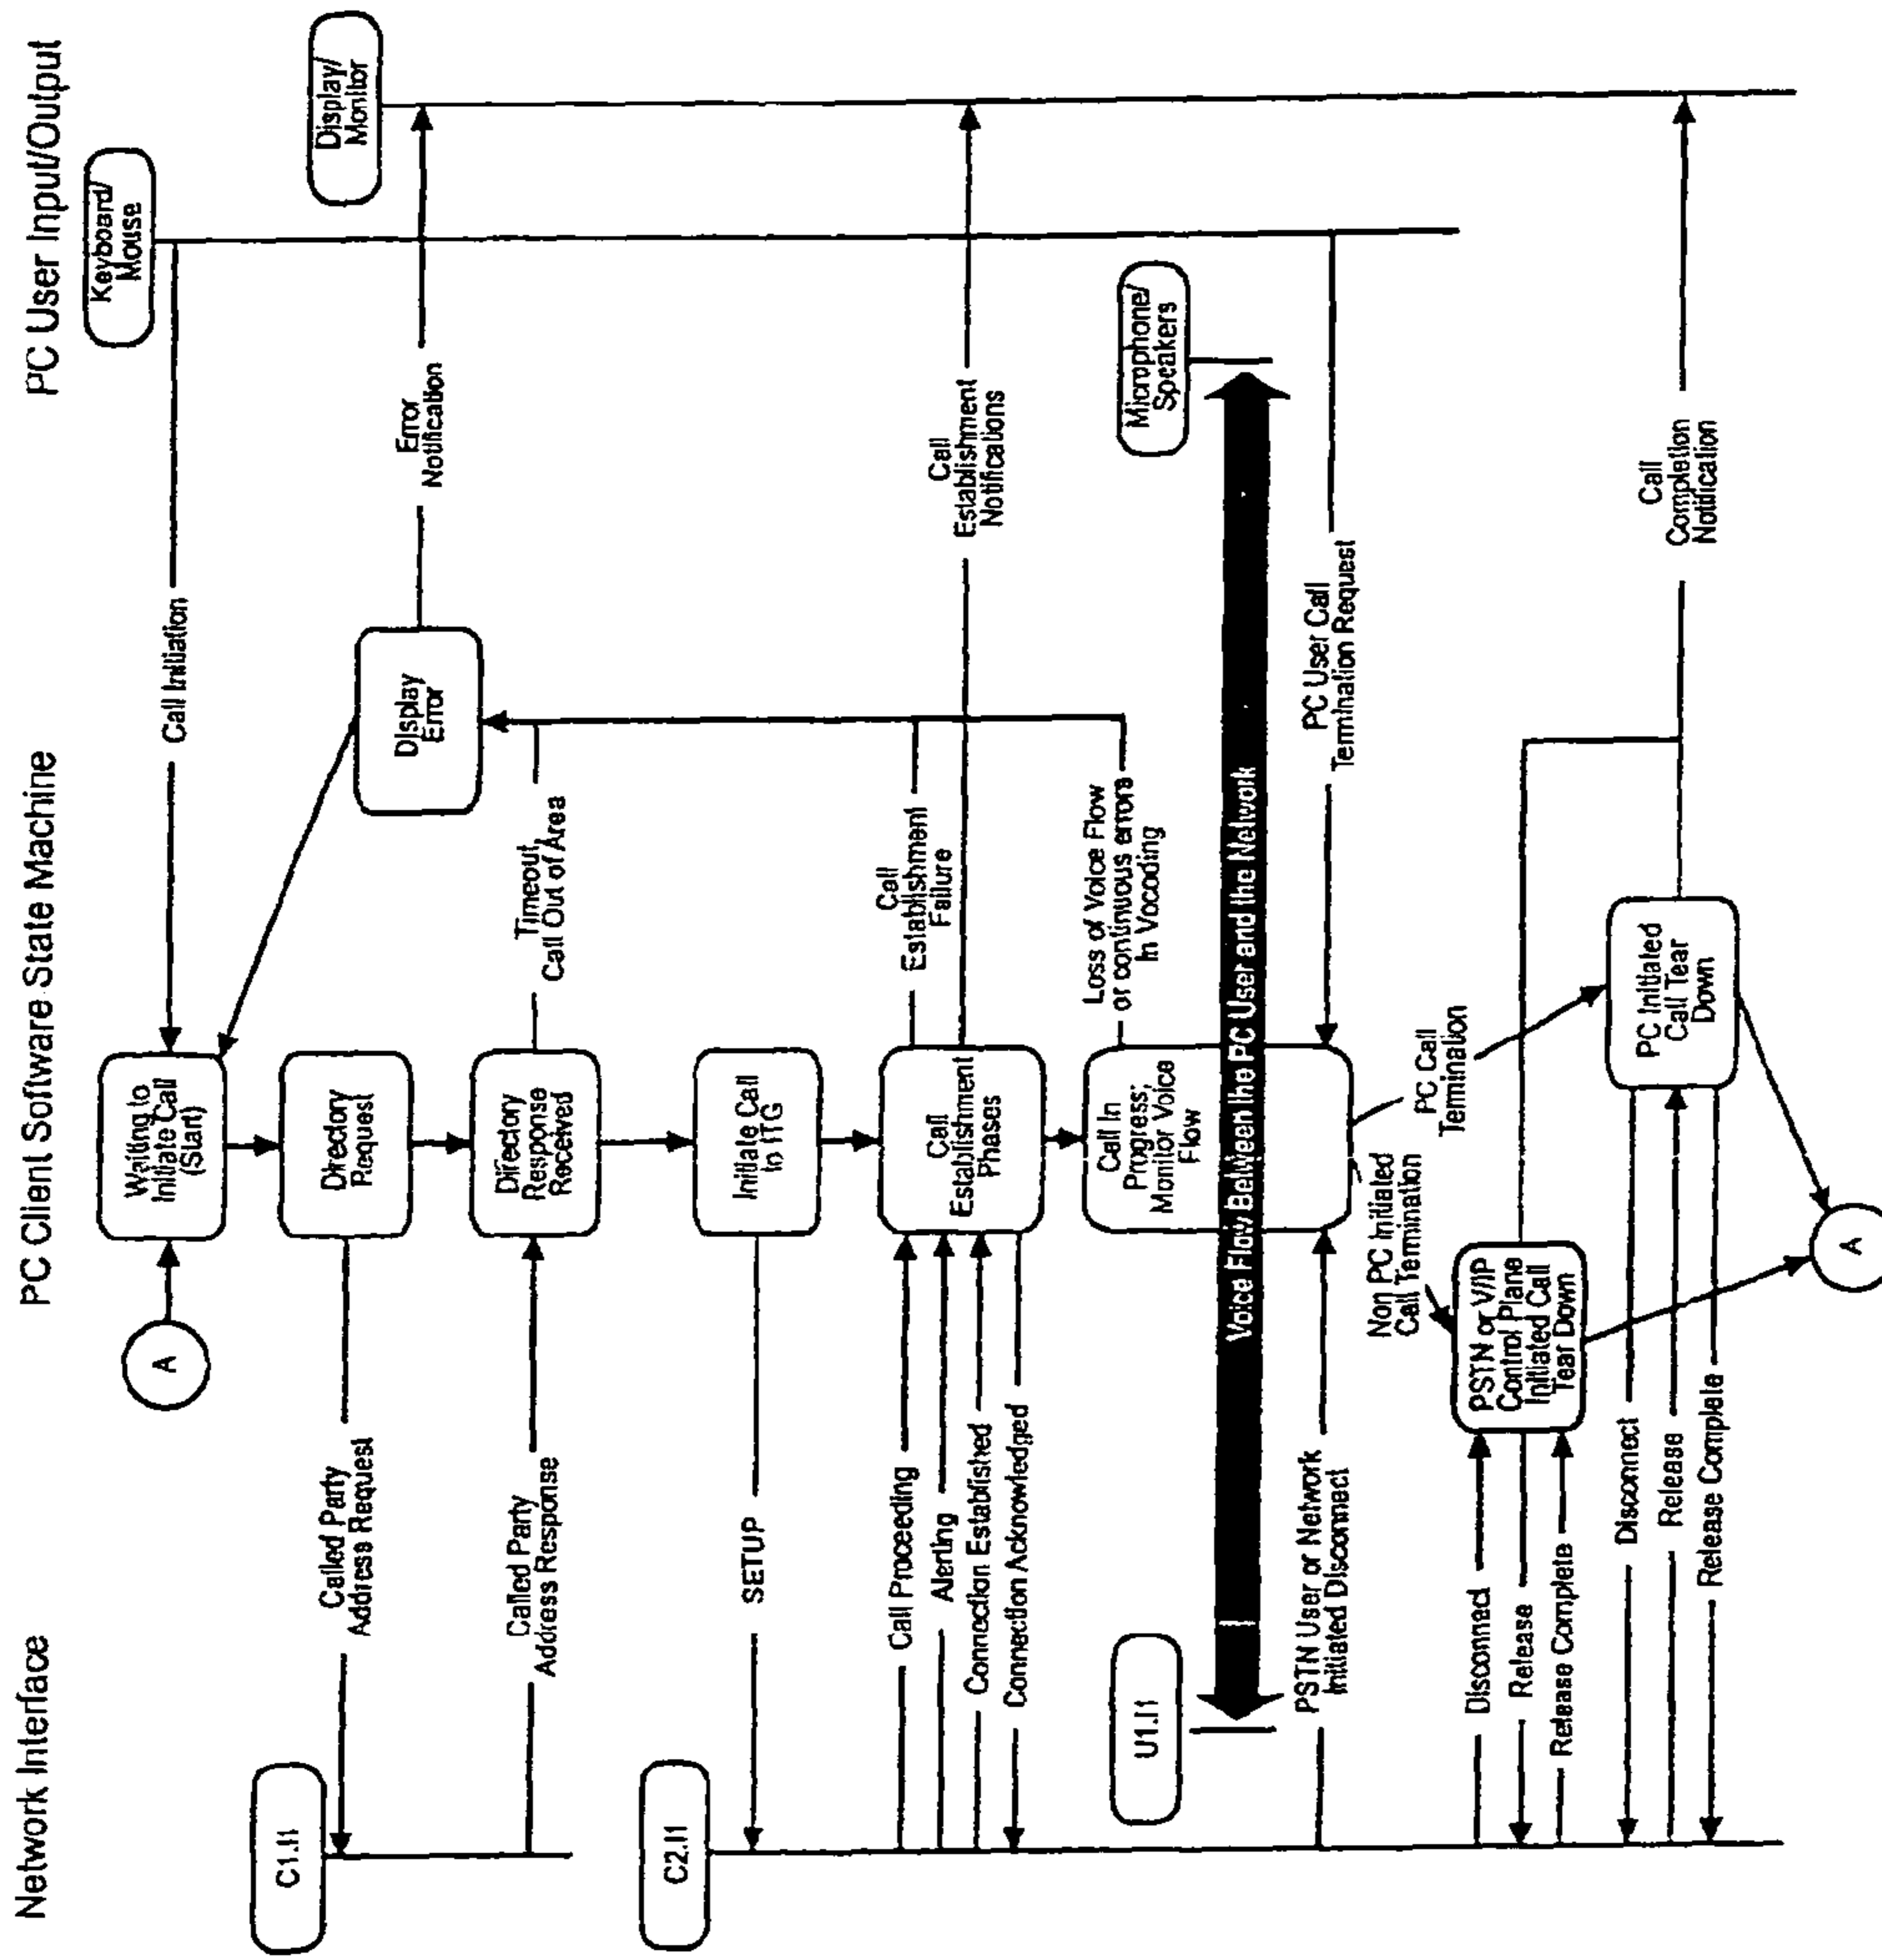 Network Interface
PC Client Software State Machine
PC User Input/Output
Keyboard/
Mouse
Call Initiation
A
Waiting to
Initiate Call
(Start)
Display/
Monitor
Error
Notification
Display
Error
C1.I1
Called Party
Address Request
Directory
Request
Called Party
Address Response
Directory
Response
Received
Timeout,
Call Out of Area
C2.I1
SETUP
Initiate Call
to ITG
Call Proceeding
Alerting
Connection Established
Connection Acknowledged
Call
Establishment
Phases
Call
Establishment
Failure
Call
Establishment
Notifications
Call In
Progress;
Monitor Voice
Flow
Loss of Voice Flow
or continuous errors
in Vocoding
Microphone/
Speakers
U1.I1
Voice Flow Between the PC User and the Network
PSTN User or Network
Initiated Disconnect
PC User Call
Termination Request
Non PC Initiated
Call Termination
PC Call
Termination
Disconnect
Release
Release Complete
PSTN or V/IP
Control Plane
Initiated Call
Tear Down
Disconnect
Release
Release Complete
PC Initiated
Call Tear
Down
Call
Completion
Notification
A